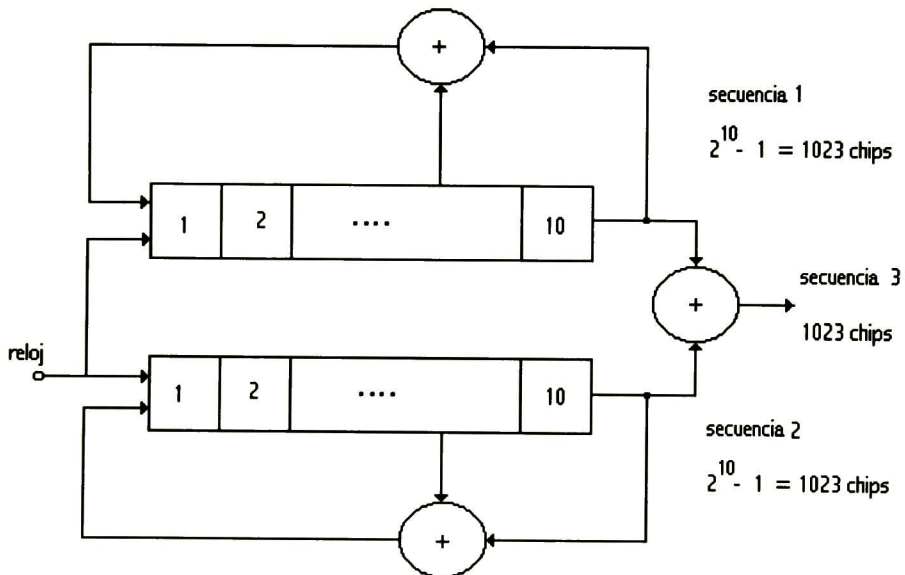 +
secuencia 1
2^10 - 1 = 1023 chips
1 2 .... 10
+
secuencia 3
1023 chips
reloj
1 2 .... 10
secuencia 2
2^10 - 1 = 1023 chips
+